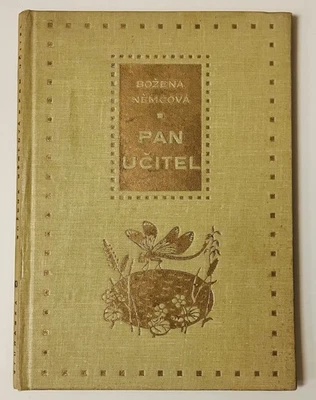 BOŽENA
NĚMCOVÁ
PAN
UČITEL